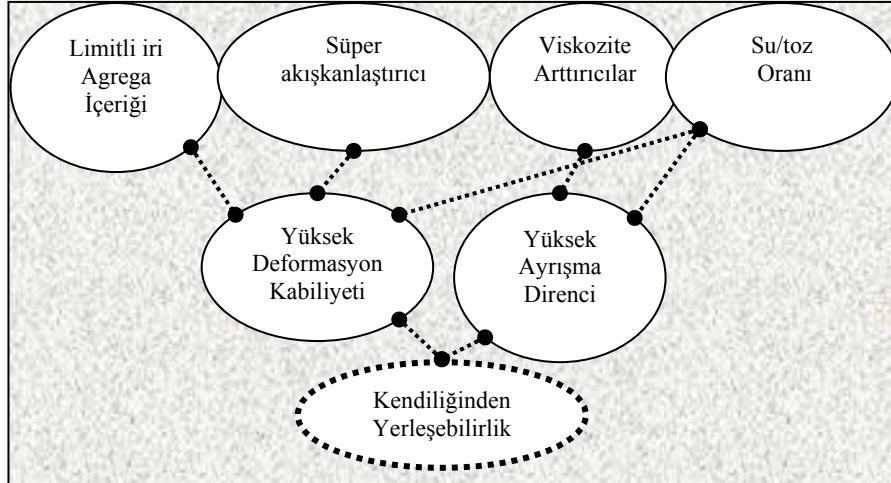 Limitli iri
Agrega
İçeriği
Süper
akışkanlaştırıcı
Viskozite
Arttırıcılar
Su/toz
Oranı
Yüksek
Deformasyon
Kabiliyeti
Yüksek
Ayrışma
Direnci
Kendiliğinden
Yerleşebilirlik